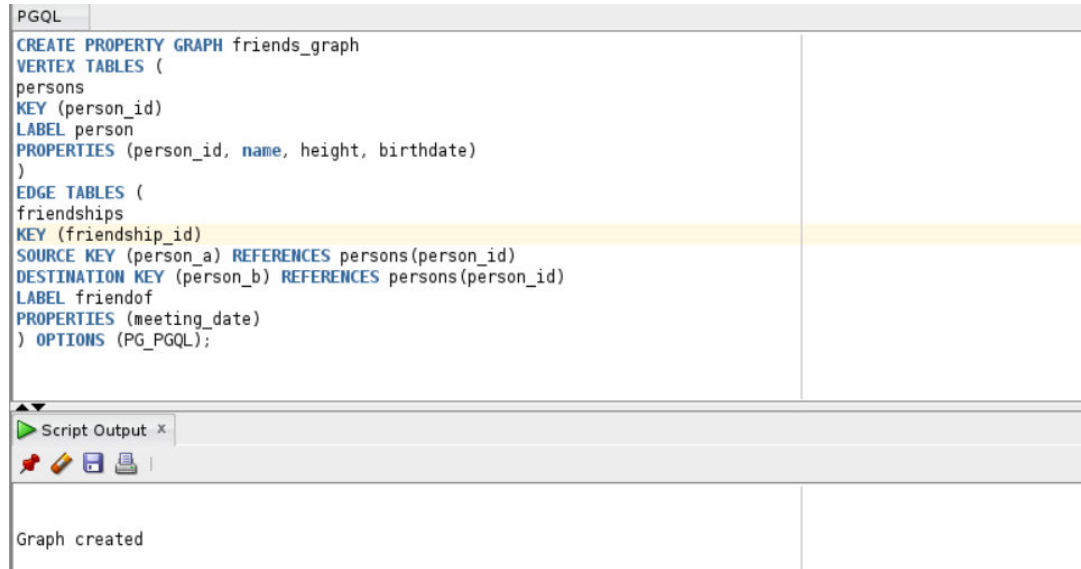 PGQL
CREATE PROPERTY GRAPH friends_graph
VERTEX TABLES (
persons
KEY (person_id)
LABEL person
PROPERTIES (person_id, name, height, birthdate)
)
EDGE TABLES (
friendships
KEY (friendship_id)
SOURCE KEY (person_a) REFERENCES persons(person_id)
DESTINATION KEY (person_b) REFERENCES persons(person_id)
LABEL friendof
PROPERTIES (meeting_date)
) OPTIONS (PG_PGQL);
Script Output x
Graph created